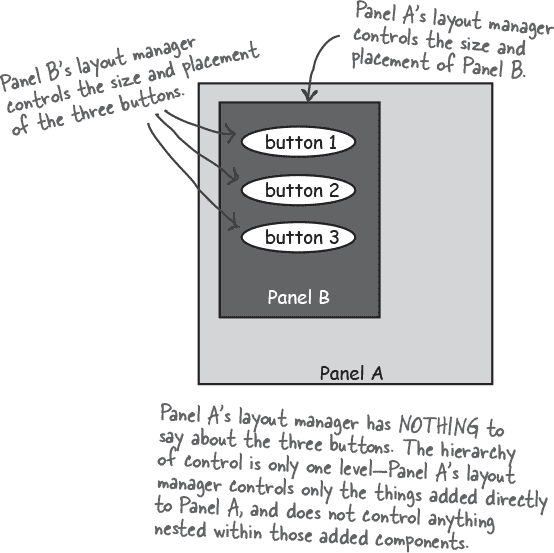 Panel A's layout manager
controls the size and
placement of Panel B.
Panel B's layout manager
controls the size and placement
of the three buttons.
button 1
button 2
button 3
Panel B
Panel A
Panel A's layout manager has NOTHING to
say about the three buttons. The hierarchy
of control is only one level—Panel A's layout
manager controls only the things added directly
to Panel A, and does not control anything
nested within those added components.